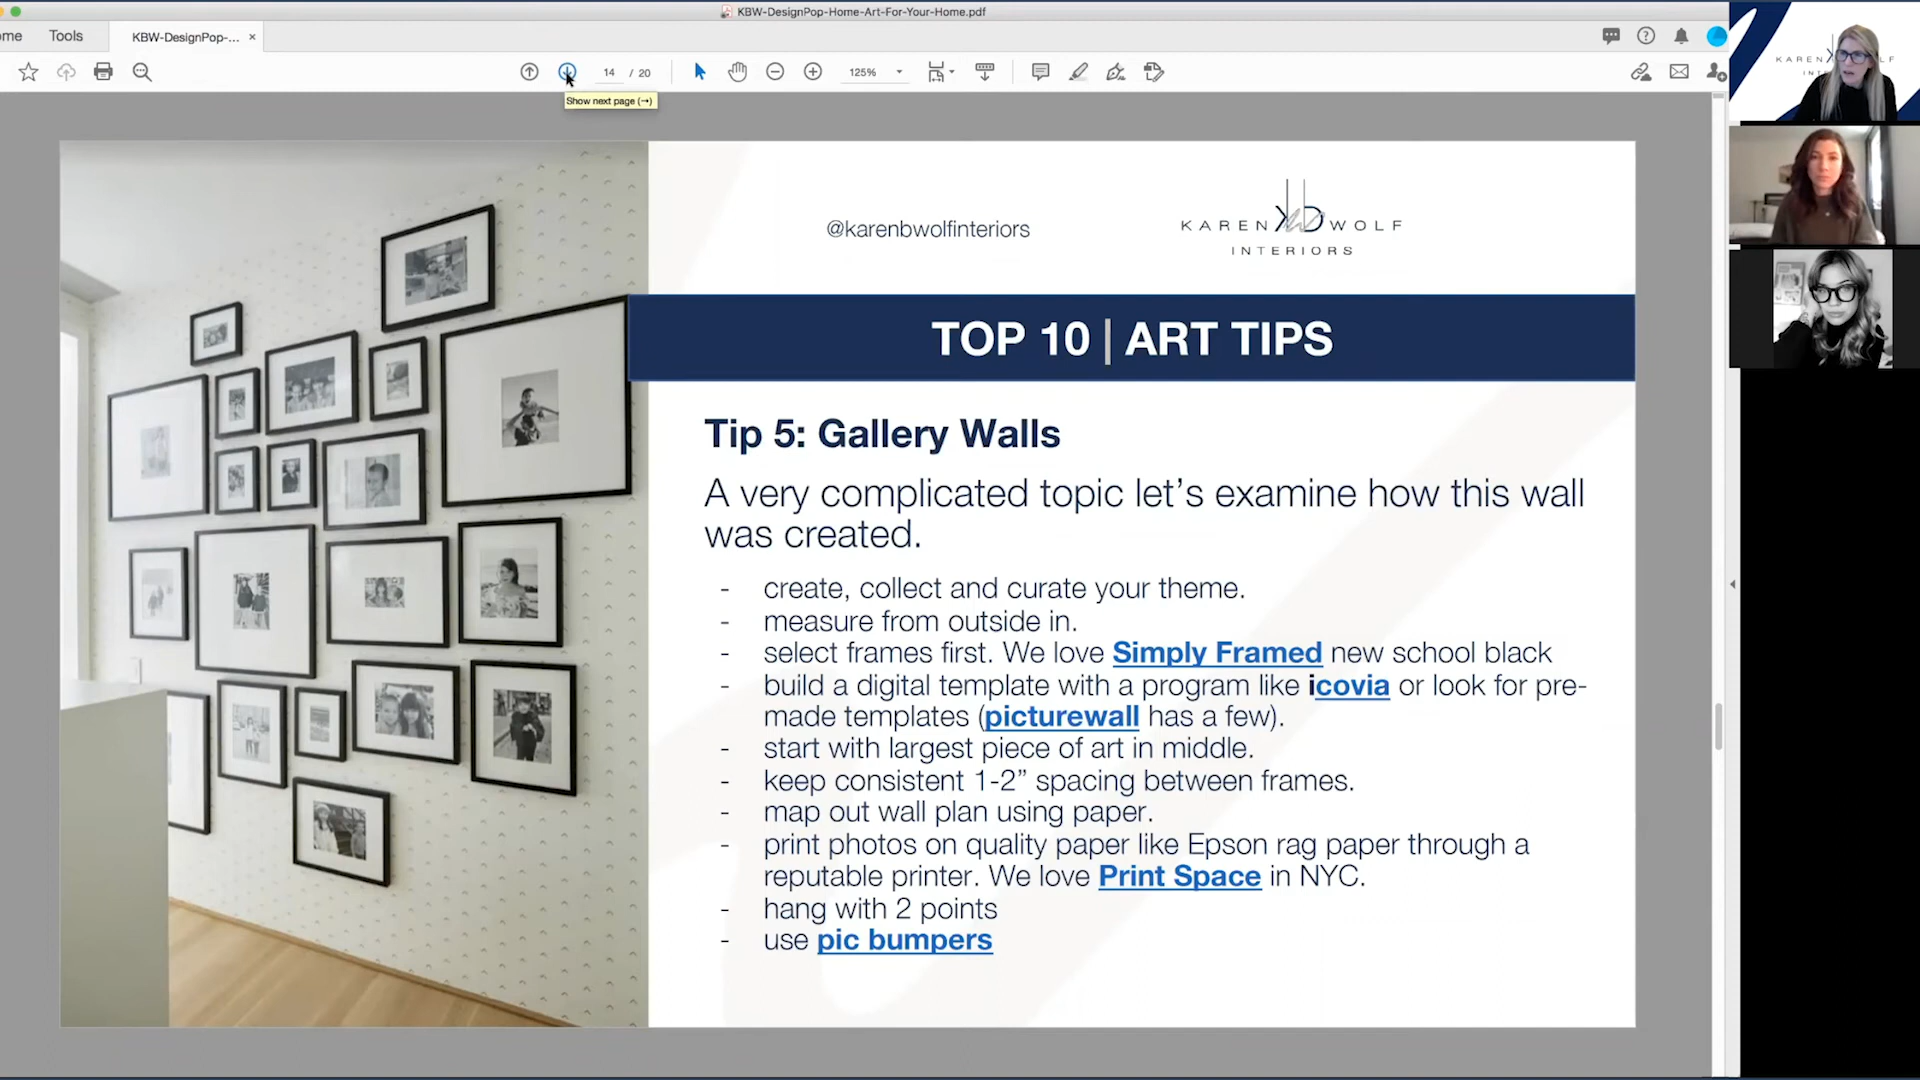 KBW-DesignPop-Home-Art-For-Your-Home.pdf
ome
Tools
KBW-DesignPop-...
14 / 20
125%
Show next page (→)
@karenbwolfinteriors
KAREN WOLF
INTERIORS
TOP 10 | ART TIPS
Tip 5: Gallery Walls
A very complicated topic let's examine how this wall
was created.
- create, collect and curate your theme.
- measure from outside in.
- select frames first. We love Simply Framed new school black
- build a digital template with a program like icovia or look for pre-
made templates (picturewall has a few).
- start with largest piece of art in middle.
- keep consistent 1-2” spacing between frames.
- map out wall plan using paper.
- print photos on quality paper like Epson rag paper through a
reputable printer. We love Print Space in NYC.
- hang with 2 points
- use pic bumpers